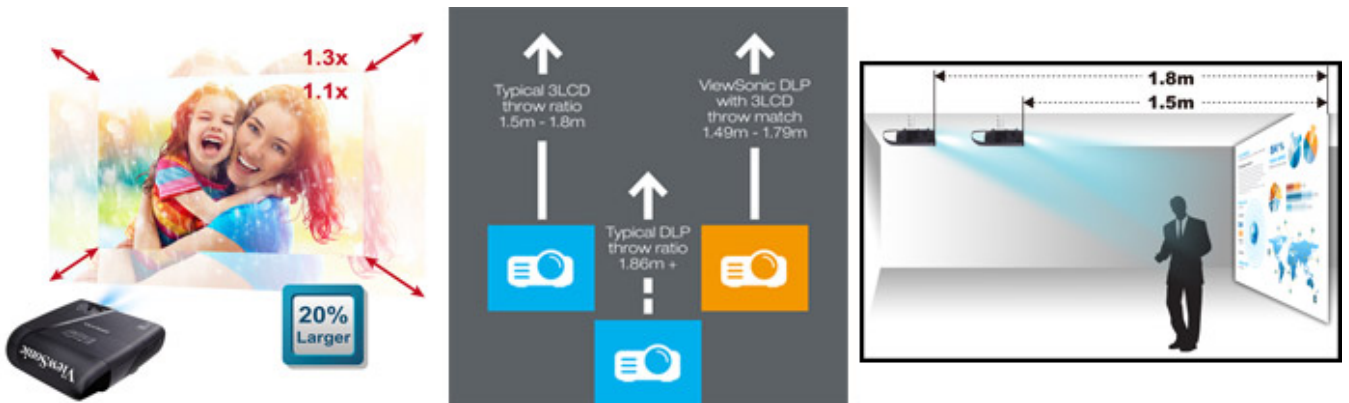 1.3x
1.1x
20%
Larger
ViewSonic
Typical 3LCD
throw ratio
1.5m - 1.8m
Typical DLP
throw ratio
1.86m +
ViewSonic DLP
with 3LCD
throw match
1.49m - 1.79m
1.8m
1.5m